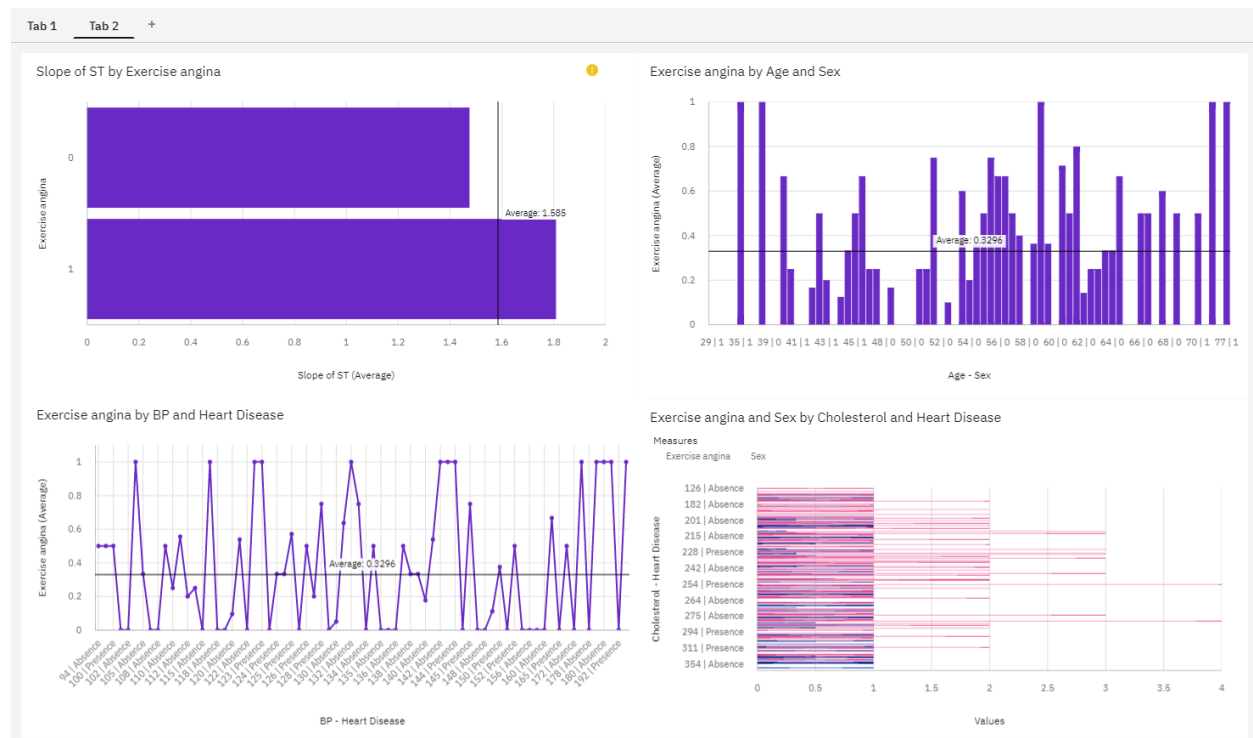 Tab 1 Tab 2 +
Slope of ST by Exercise angina
!
Exercise angina
0
1
Average: 1.585
0 0.2 0.4 0.6 0.8 1 1.2 1.4 1.6 1.8 2
Slope of ST (Average)
Exercise angina by Age and Sex
Exercise angina (Average)
1
0.8
0.6
0.4
0.2
0
Average: 0.3296
29 | 1 35 | 1 39 | 0 41 | 1 43 | 1 45 | 1 48 | 0 50 | 0 52 | 0 54 | 0 56 | 0 58 | 0 60 | 0 62 | 0 64 | 0 66 | 0 68 | 0 70 | 1 77 | 1
Age - Sex
Exercise angina by BP and Heart Disease
Exercise angina (Average)
1
0.8
0.6
0.4
0.2
0
Average: 0.3296
94 | Absence
100 | Presence
102 | Absence
105 | Absence
108 | Absence
110 | Absence
112 | Absence
115 | Absence
118 | Absence
120 | Absence
122 | Absence
123 | Presence
124 | Presence
125 | Presence
126 | Presence
128 | Presence
130 | Absence
132 | Absence
134 | Absence
135 | Absence
136 | Absence
138 | Absence
140 | Absence
142 | Absence
144 | Absence
145 | Presence
148 | Absence
150 | Presence
152 | Presence
156 | Absence
160 | Absence
165 | Presence
172 | Absence
178 | Absence
180 | Absence
192 | Presence
BP - Heart Disease
Exercise angina and Sex by Cholesterol and Heart Disease
Measures
Exercise angina Sex
Cholesterol - Heart Disease
126 | Absence
182 | Absence
201 | Absence
215 | Absence
228 | Presence
242 | Absence
254 | Presence
264 | Absence
275 | Absence
294 | Presence
311 | Presence
354 | Absence
0 0.5 1 1.5 2 2.5 3 3.5 4
Values